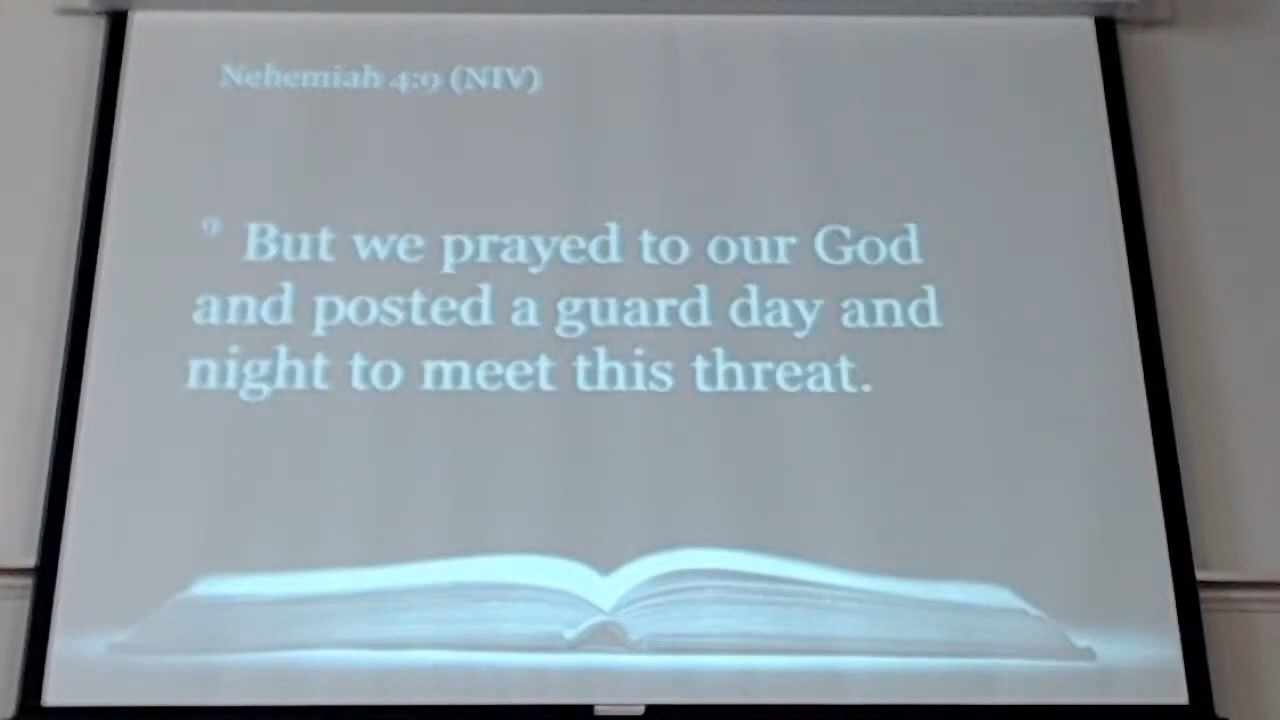 Nehemiah 4:9 (NIV)
9 But we prayed to our God
and posted a guard day and
night to meet this threat.